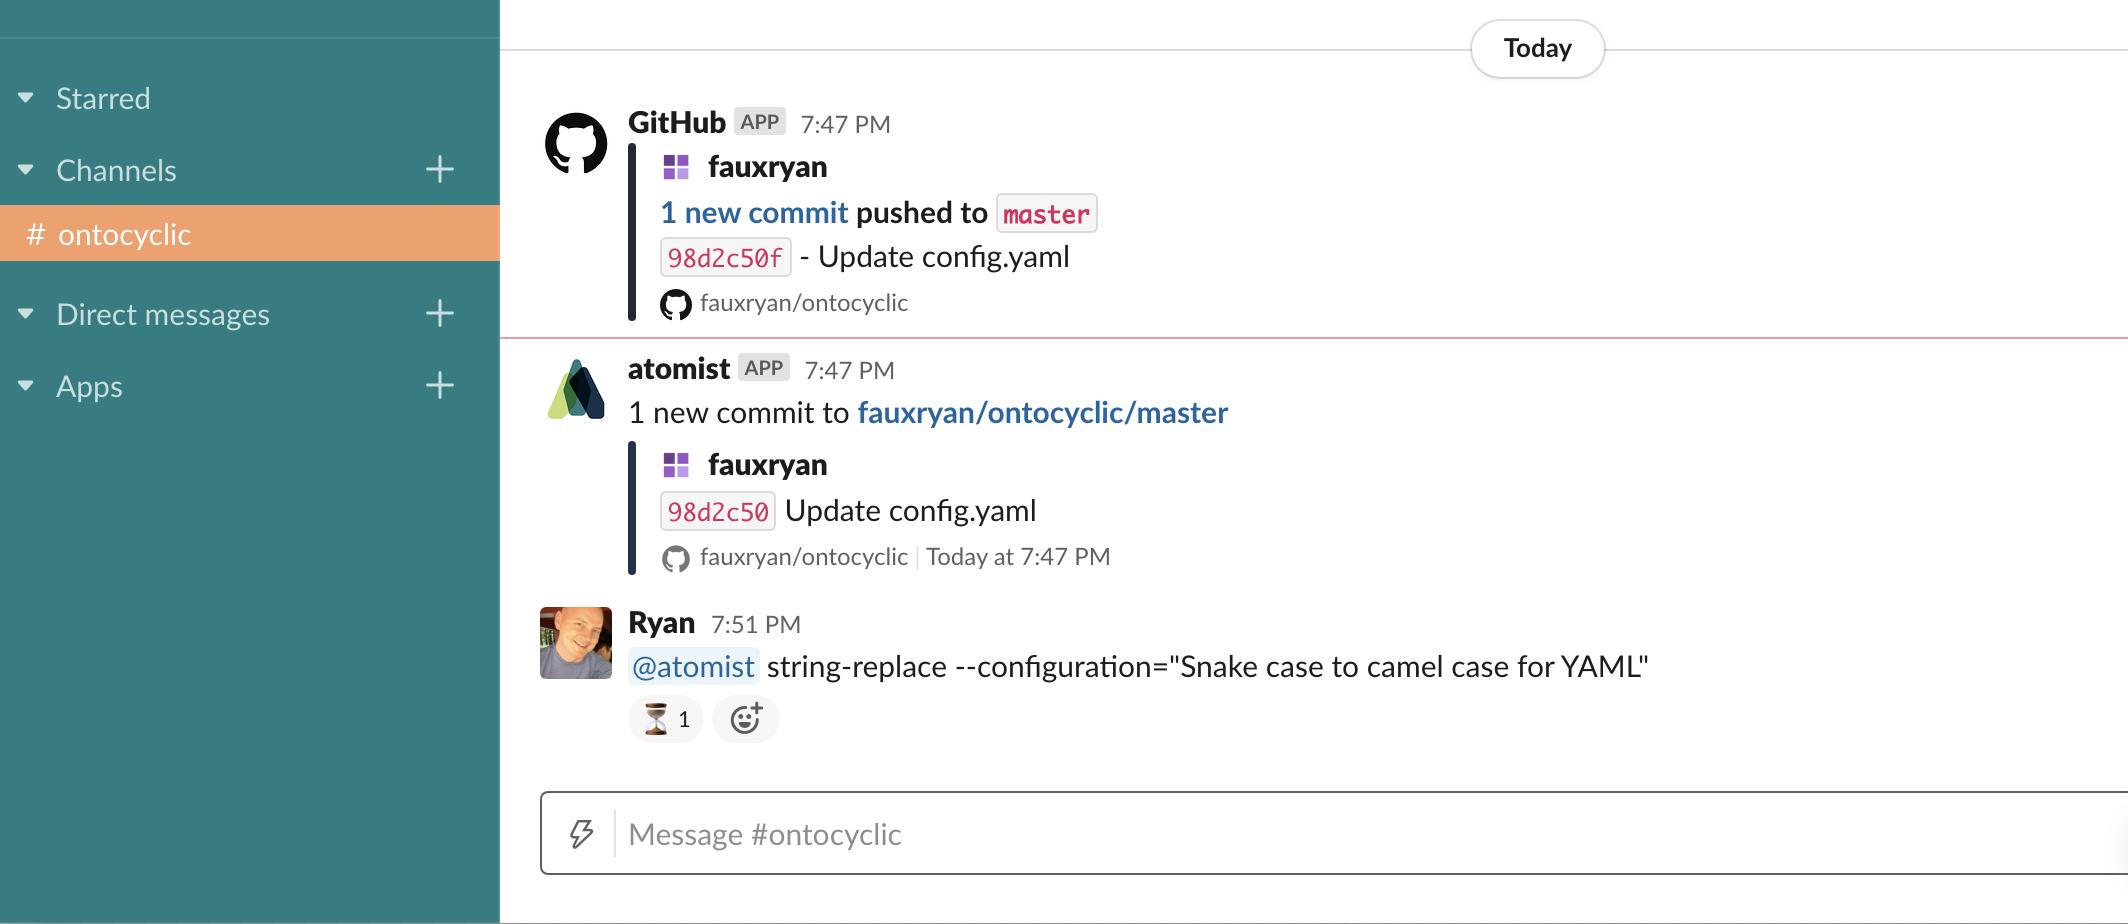 Starred
Channels
# ontocyclic
Direct messages
Apps
Today
GitHub APP 7:47 PM
fauxryan
1 new commit pushed to master
98d2c50f - Update config.yaml
fauxryan/ontocyclic
atomist APP 7:47 PM
1 new commit to fauxryan/ontocyclic/master
fauxryan
98d2c50 Update config.yaml
fauxryan/ontocyclic | Today at 7:47 PM
Ryan 7:51 PM
@atomist string-replace --configuration="Snake case to camel case for YAML"
1
Message #ontocyclic